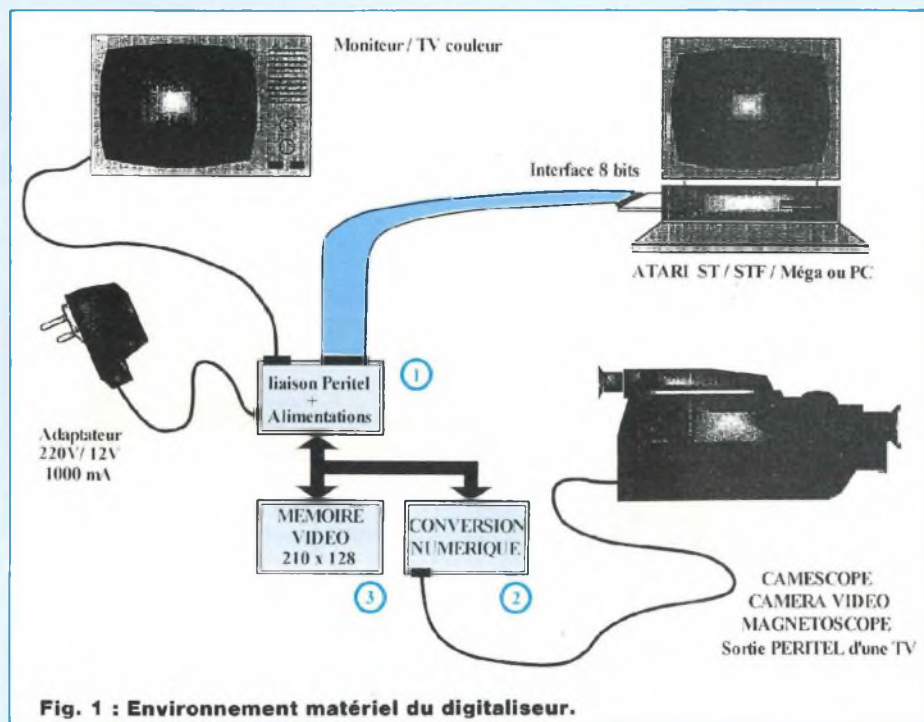 Moniteur / TV couleur
Interface 8 bits
ATARI ST / STF / Méga ou PC
liaison Peritel
+
Alimentations
1
Adaptateur
220V/ 12V
1000 mA
MEMOIRE
VIDEO
210 x 128
3
CONVERSION
NUMERIQUE
2
CAMESCOPE
CAMERA VIDEO
MAGNETOSCOPE
Sortie PERITEL d'une TV
Fig. 1 : Environnement matériel du digitaliseur.